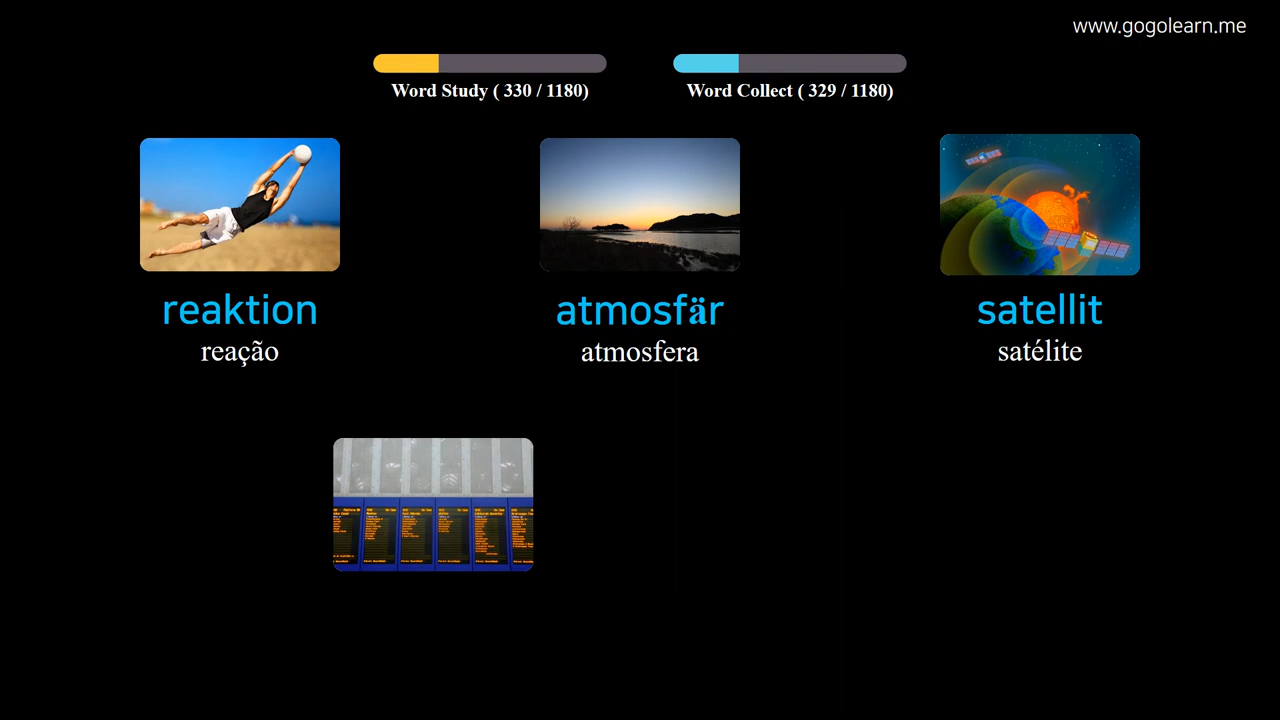 www.gogolearn.me
Word Study ( 330 / 1180)
Word Collect ( 329 / 1180)
reaktion
atmosfär
satellit
reação
atmosfera
satélite